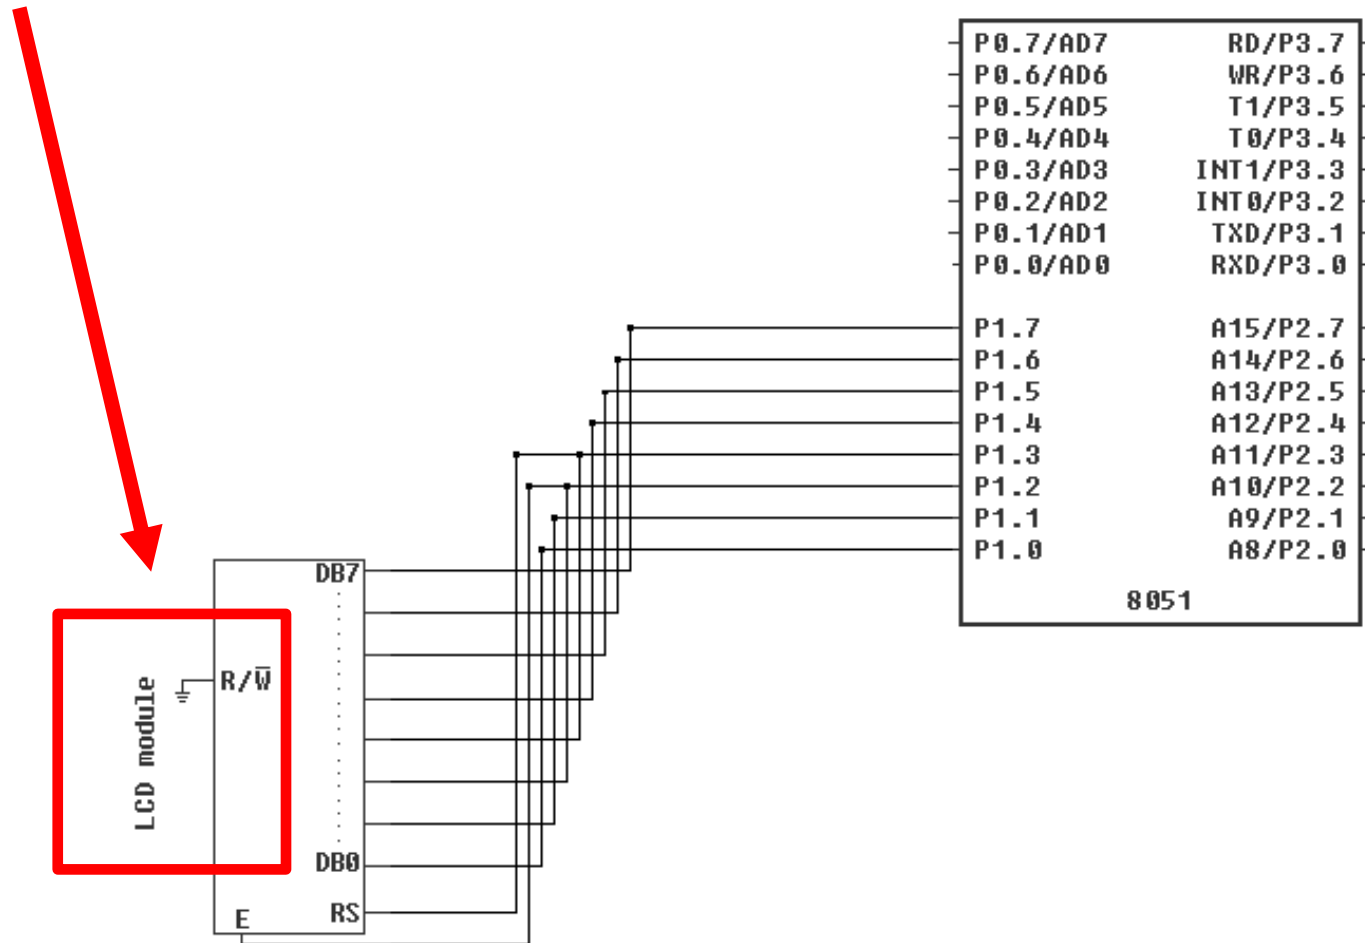 P0.7/AD7 RD/P3.7
P0.6/AD6 WR/P3.6
P0.5/AD5 T1/P3.5
P0.4/AD4 T0/P3.4
P0.3/AD3 INT1/P3.3
P0.2/AD2 INT0/P3.2
P0.1/AD1 TXD/P3.1
P0.0/AD0 RXD/P3.0
P1.7 A15/P2.7
P1.6 A14/P2.6
P1.5 A13/P2.5
P1.4 A12/P2.4
P1.3 A11/P2.3
P1.2 A10/P2.2
P1.1 A9/P2.1
P1.0 A8/P2.0
8051
DB7
R/W̅
LCD module
DB0
RS
E